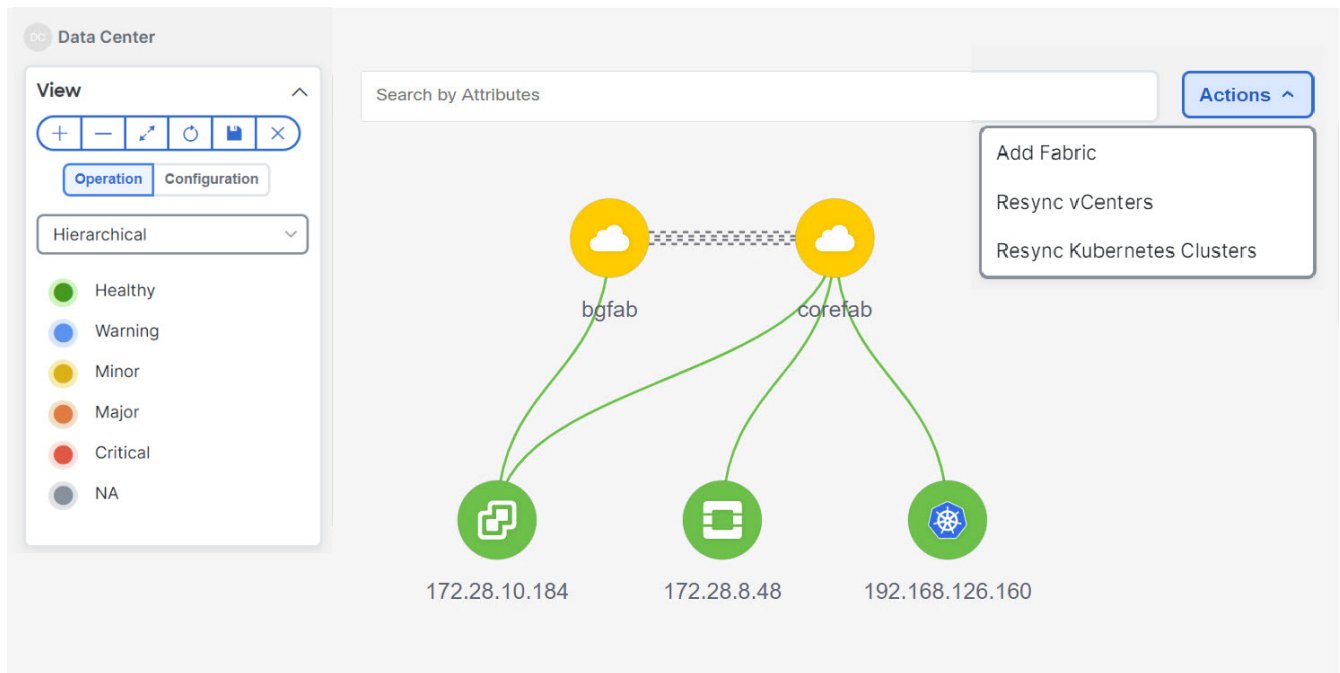 DC Data Center
View
Operation Configuration
Hierarchical
Healthy
Warning
Minor
Major
Critical
NA
Search by Attributes
Actions
Add Fabric
Resync vCenters
Resync Kubernetes Clusters
bgfab
corefab
172.28.10.184
172.28.8.48
192.168.126.160